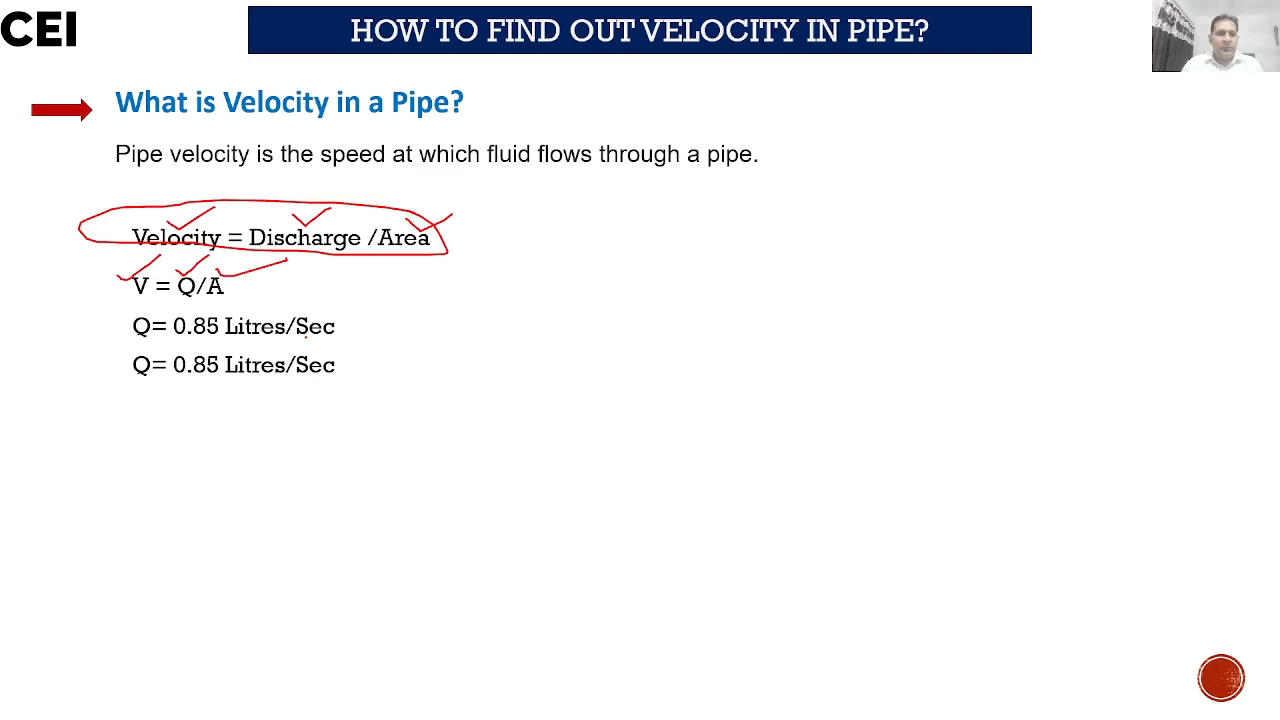 CEI
HOW TO FIND OUT VELOCITY IN PIPE?
What is Velocity in a Pipe?
Pipe velocity is the speed at which fluid flows through a pipe.
Velocity = Discharge /Area
V = Q/A
Q= 0.85 Litres/Sec
Q= 0.85 Litres/Sec